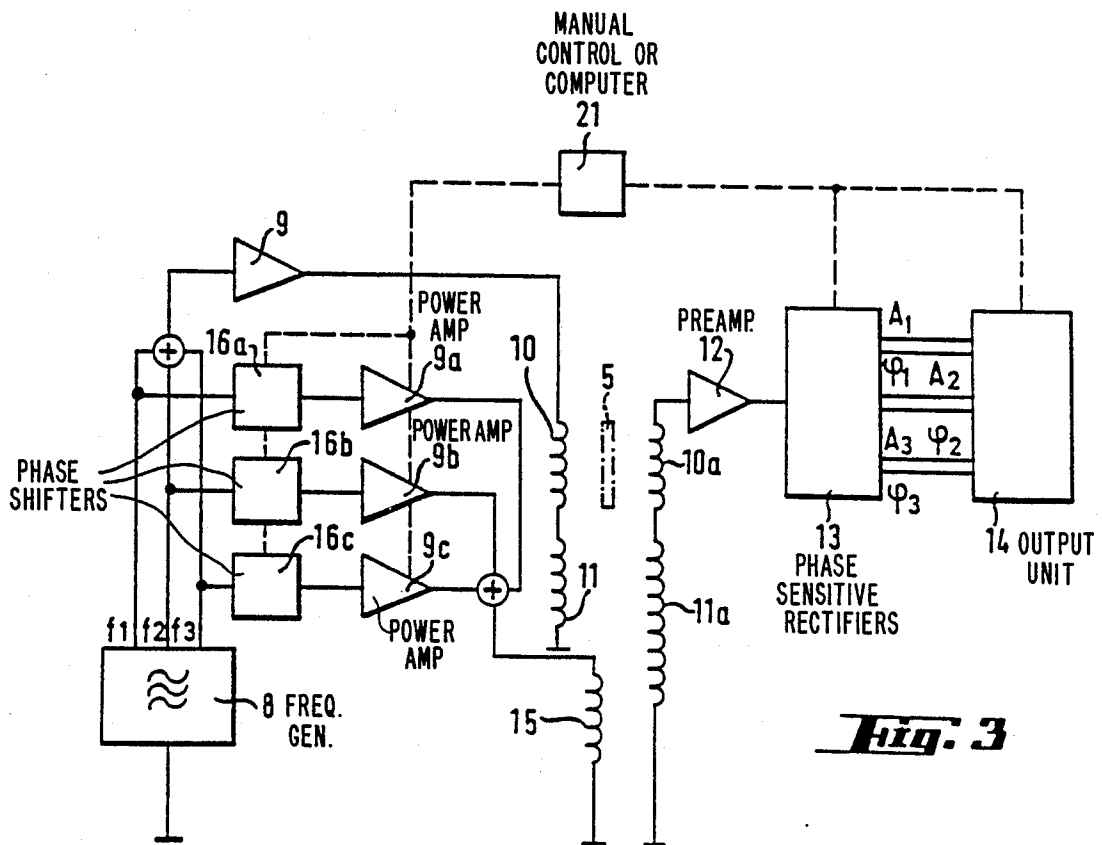 MANUAL
CONTROL OR
COMPUTER
21
9
POWER
AMP
16a
9a
10
5
PREAMP.
12
A1
φ1 A2
A3 φ2
φ3
POWER AMP
16b
9b
10a
PHASE
SHIFTERS
16c
9c
11
13
PHASE
SENSITIVE
RECTIFIERS
14 OUTPUT
UNIT
POWER
AMP
11a
f1 f2 f3
8 FREQ.
GEN.
15
Fig. 3